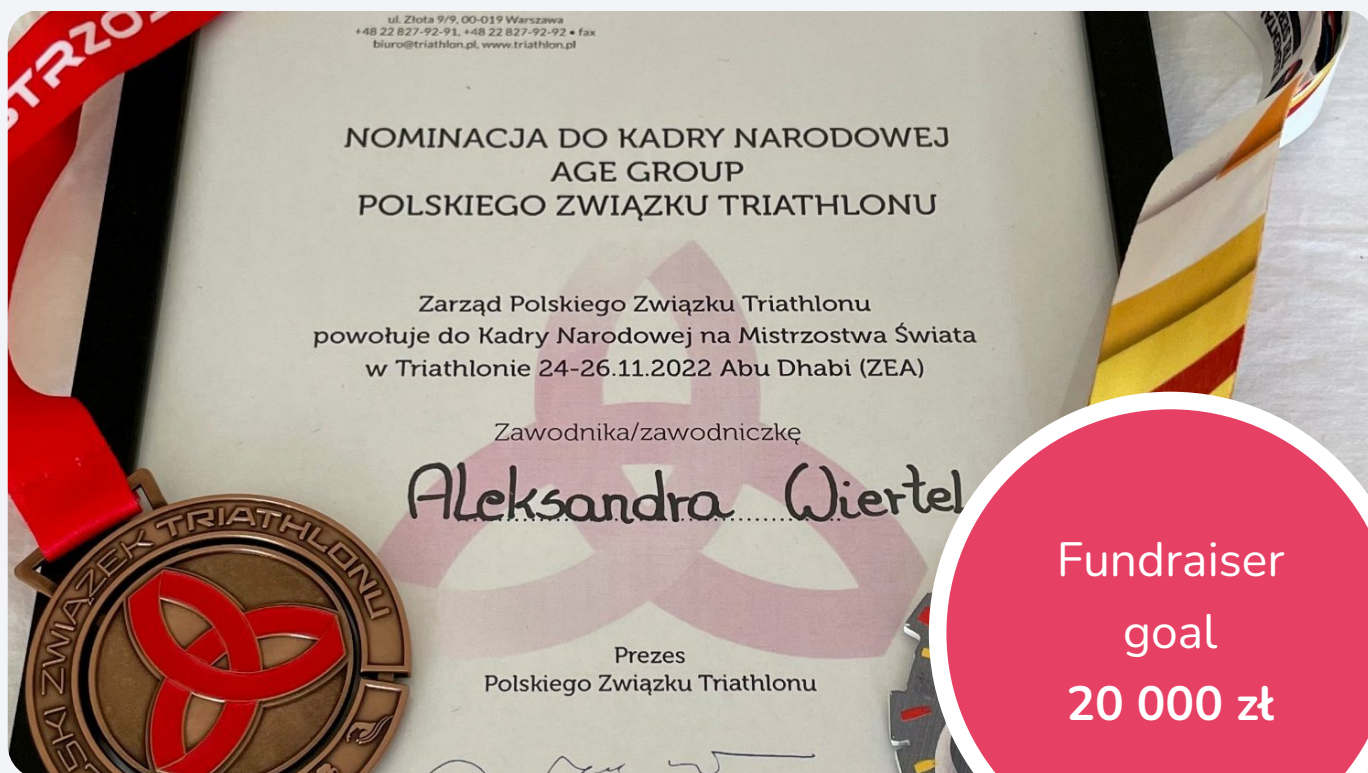 ul. Złota 9/9, 00-019 Warszawa
+48 22 827-92-91, +48 22 827-92-92 • fax
biuro@triathlon.pl, www.triathlon.pl
NOMINACJA DO KADRY NARODOWEJ
AGE GROUP
POLSKIEGO ZWIĄZKU TRIATHLONU
Zarząd Polskiego Związku Triathlonu
powołuje do Kadry Narodowej na Mistrzostwa Świata
w Triathlonie 24-26.11.2022 Abu Dhabi (ZEA)
Zawodnika/zawodniczkę
Aleksandra Wiertel
Prezes
Polskiego Związku Triathlonu
STRZO
SKI ZWIĄZEK TRIATHLONU
Fundraiser
goal
20 000 zł